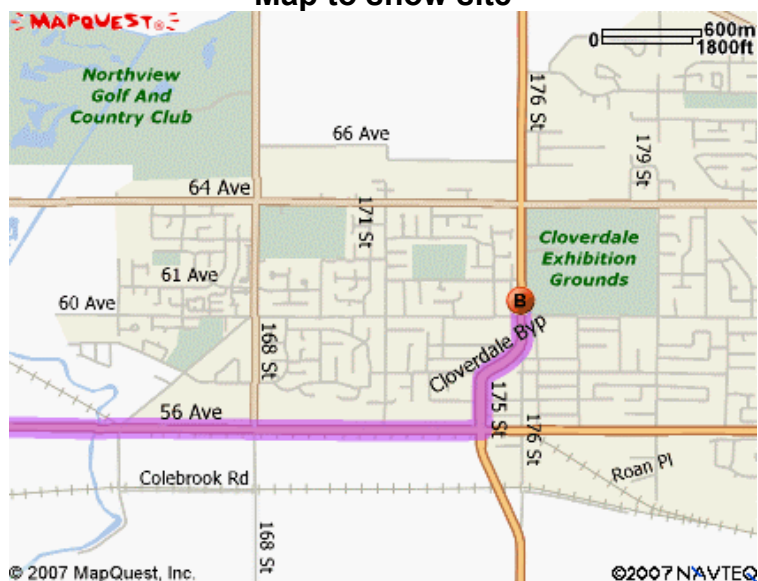 Map to show site
MAPQUEST®
0 600m
1800ft
Northview
Golf And
Country Club
176 St
66 Ave
179 St
64 Ave
171 St
Cloverdale
Exhibition
Grounds
61 Ave
60 Ave
B
Cloverdale Byp
168 St
175 St
56 Ave
176 St
Roan Pl
Colebrook Rd
168 St
© 2007 MapQuest, Inc.
©2007 NAVTEQ